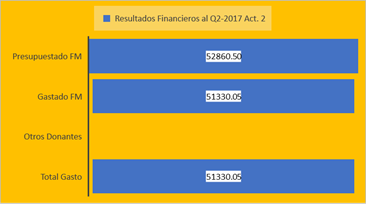 Resultados Financieros al Q2-2017 Act. 2
Presupuestado FM 52860.50
Gastado FM 51330.05
Otros Donantes
Total Gasto 51330.05